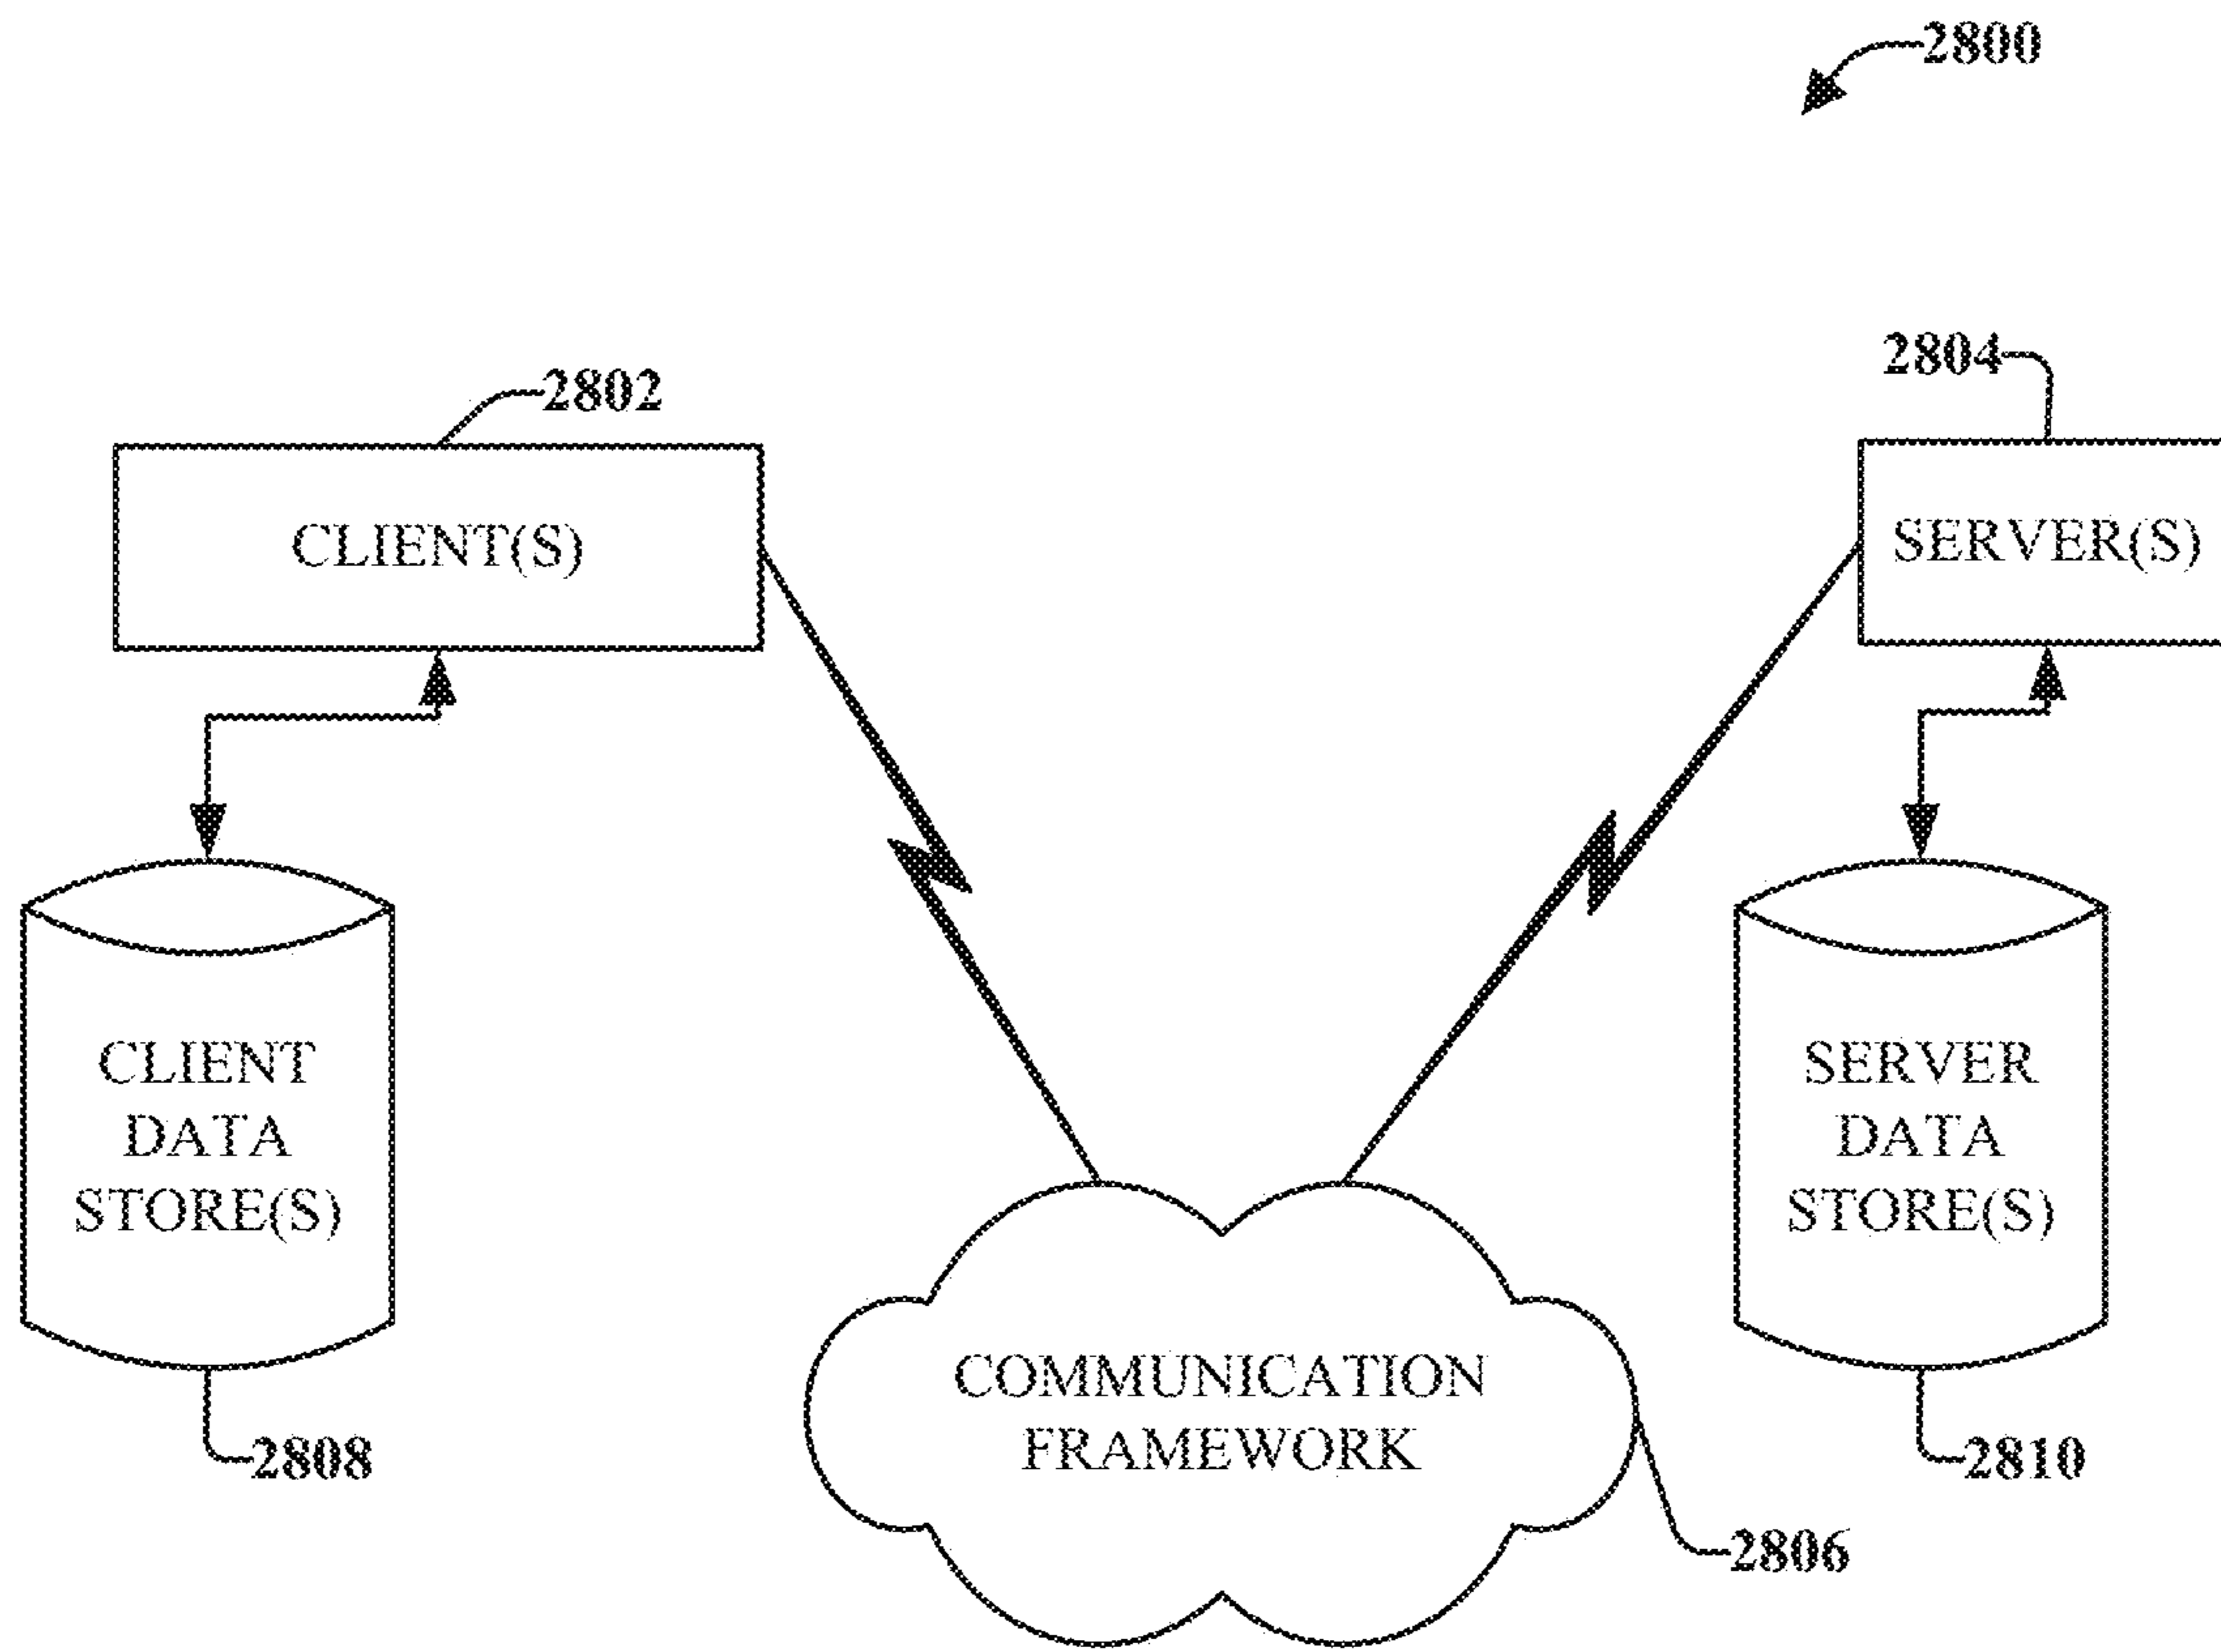 2800
2802
2804
CLIENT(S)
SERVER(S)
CLIENT
DATA
STORE(S)
SERVER
DATA
STORE(S)
COMMUNICATION
FRAMEWORK
2808
2810
2806